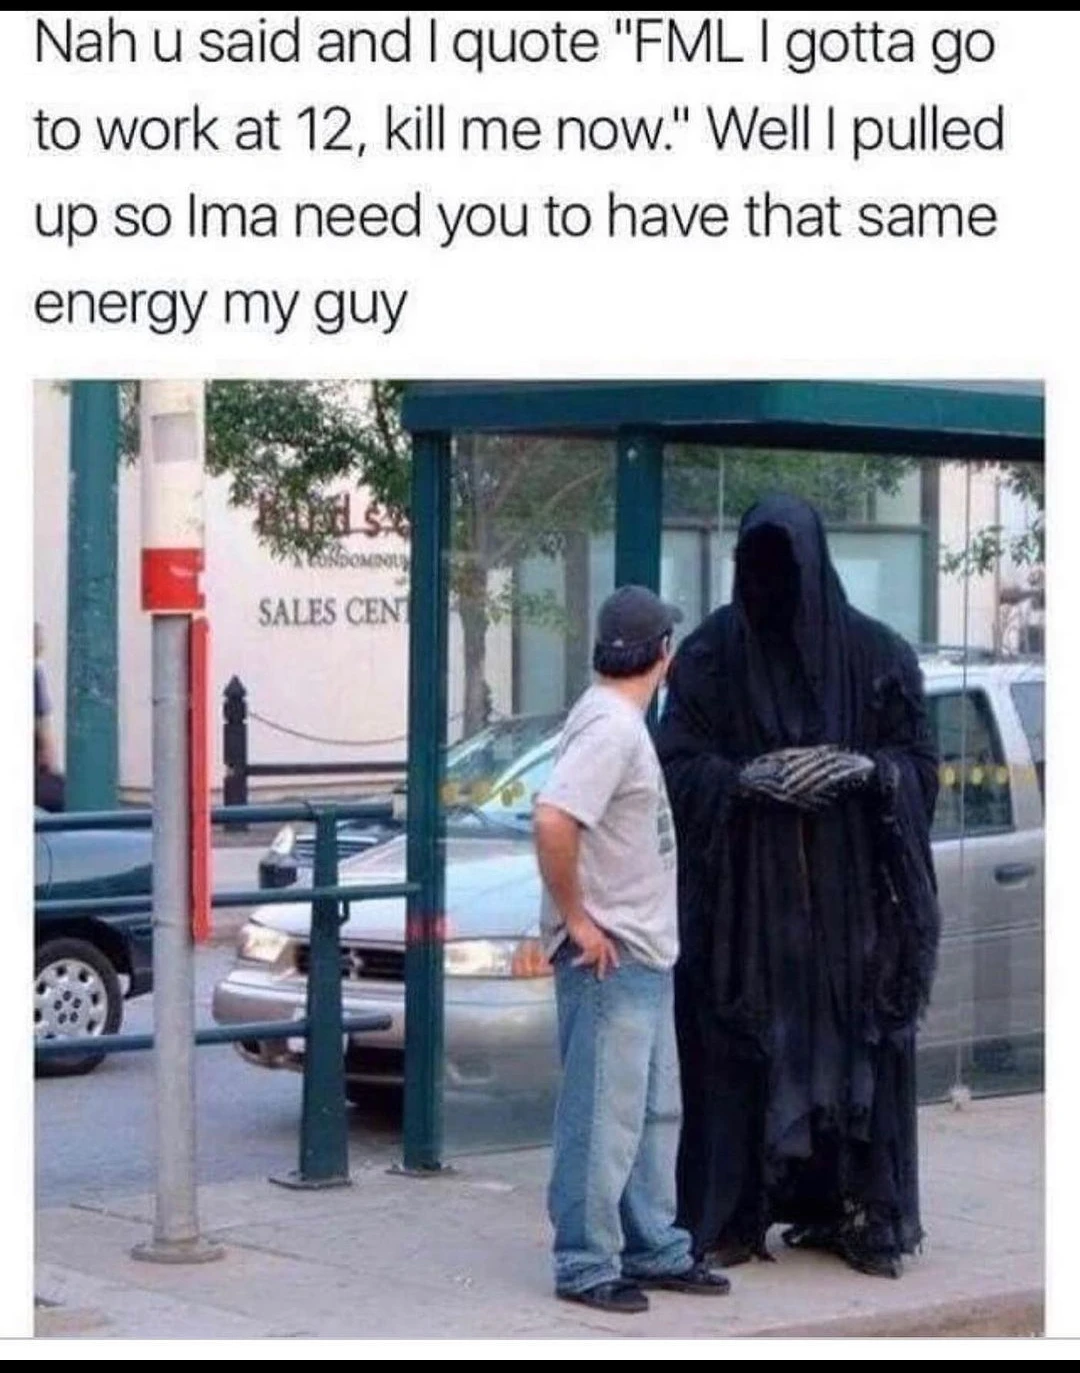 Nah u said and I quote "FML I gotta go
to work at 12, kill me now." Well I pulled
up so Ima need you to have that same
energy my guy
SALES CENT